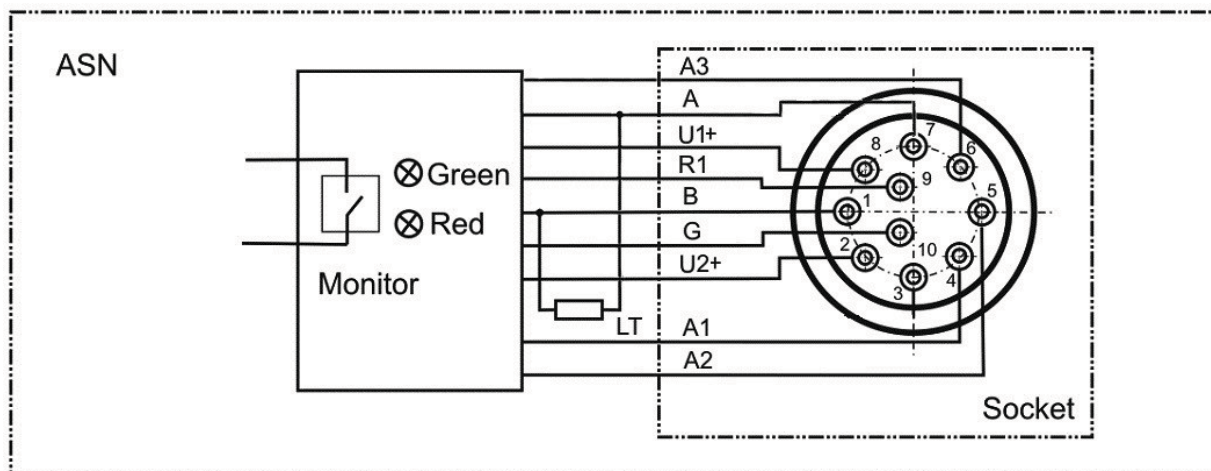 ASN
A3
A
U1+
R1
B
G
U2+
LT
A1
A2
Green
Red
Monitor
7
8
6
9
1
5
2
10
3
4
Socket